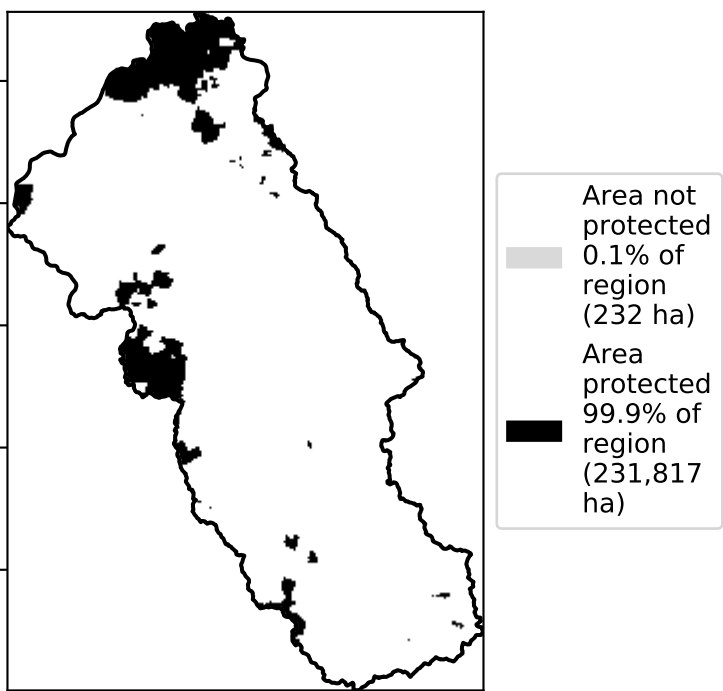 Area not
protected
0.1% of
region
(232 ha)
Area
protected
99.9% of
region
(231,817
ha)